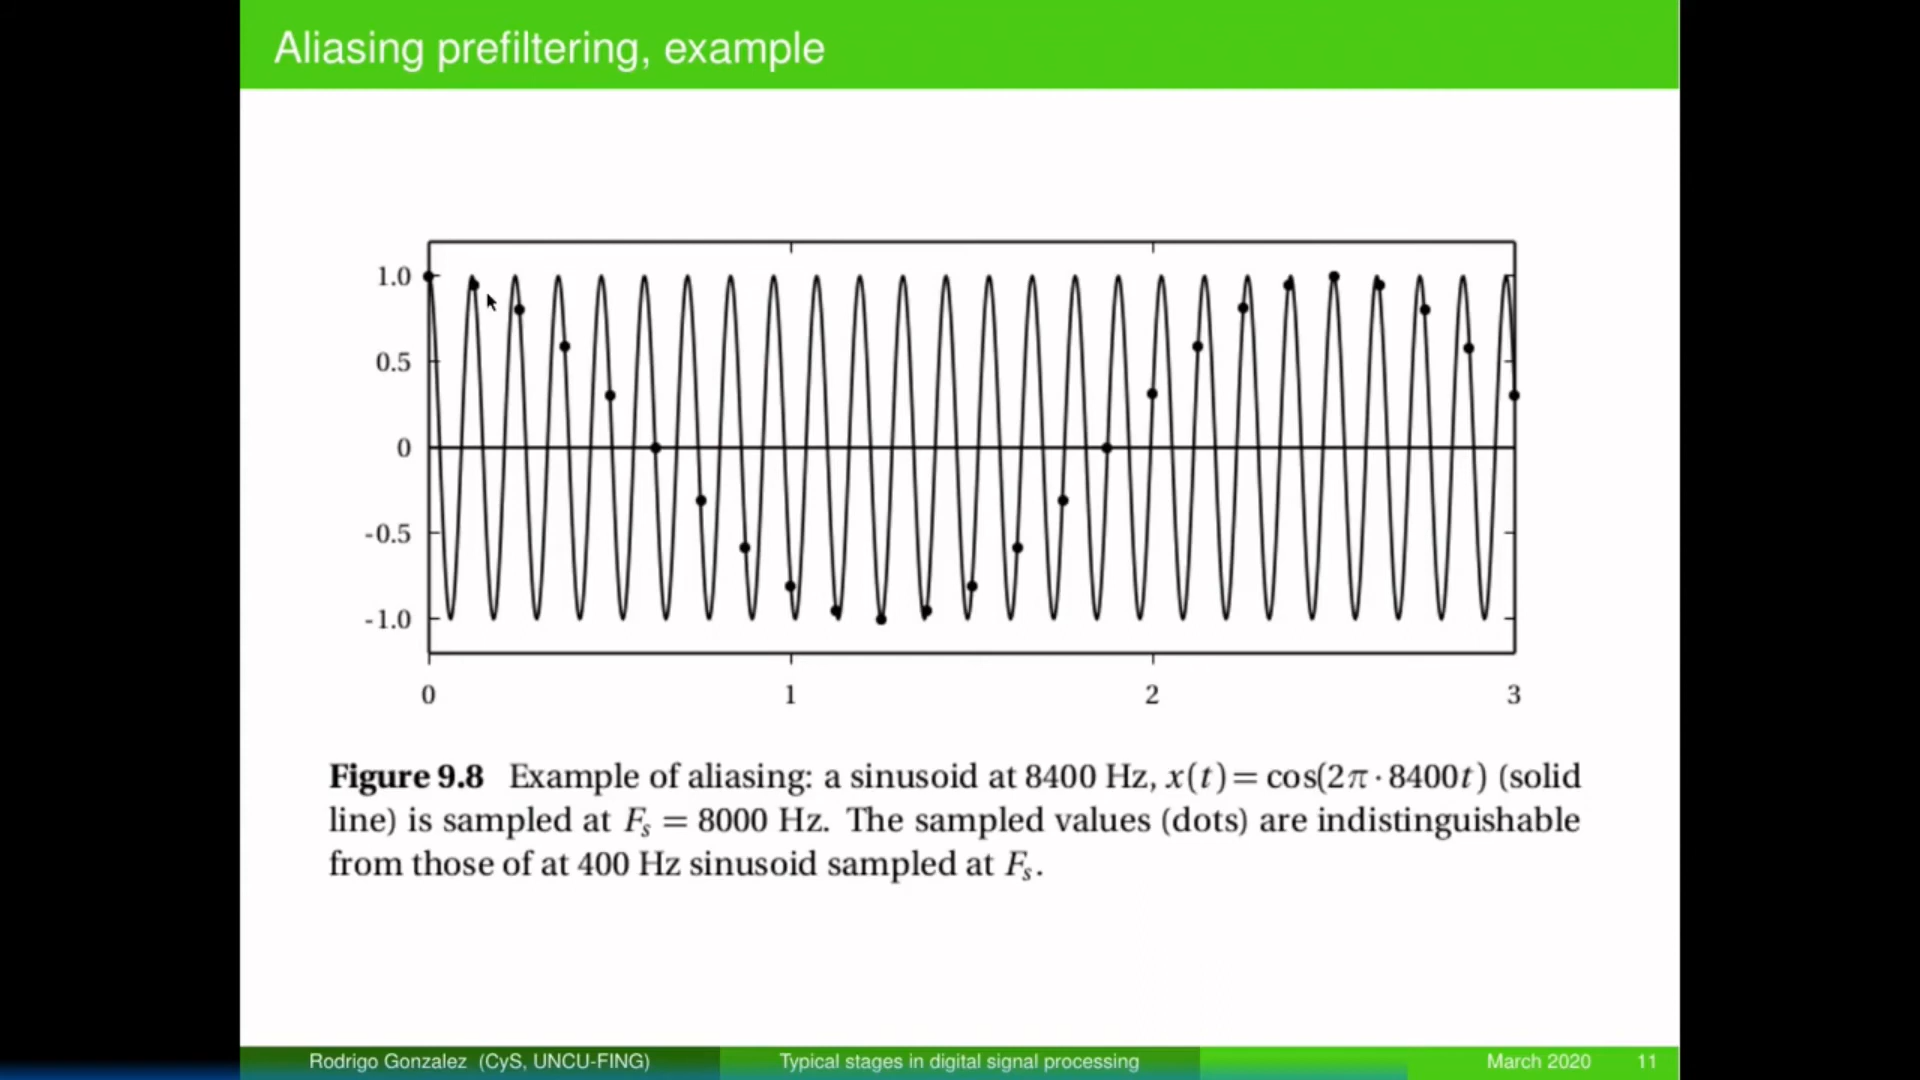 Aliasing prefiltering, example
1.0
0.5
0
-0.5
-1.0
0 1 2 3
Figure 9.8 Example of aliasing: a sinusoid at 8400 Hz, x(t) = cos(2π · 8400t) (solid
line) is sampled at Fs = 8000 Hz. The sampled values (dots) are indistinguishable
from those of at 400 Hz sinusoid sampled at Fs.
Rodrigo Gonzalez (CyS, UNCU-FING) Typical stages in digital signal processing March 2020 11